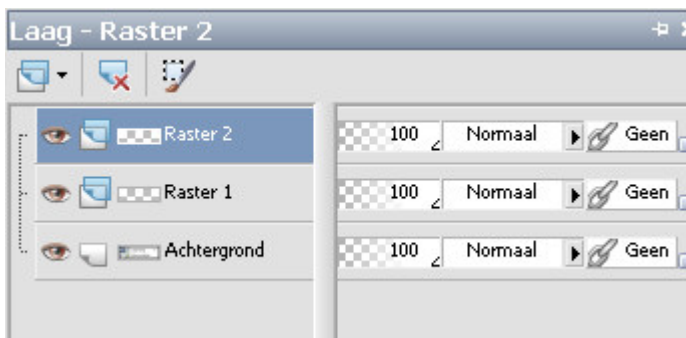 Laag - Raster 2
Raster 2 100 Normaal Geen
Raster 1 100 Normaal Geen
Achtergrond 100 Normaal Geen